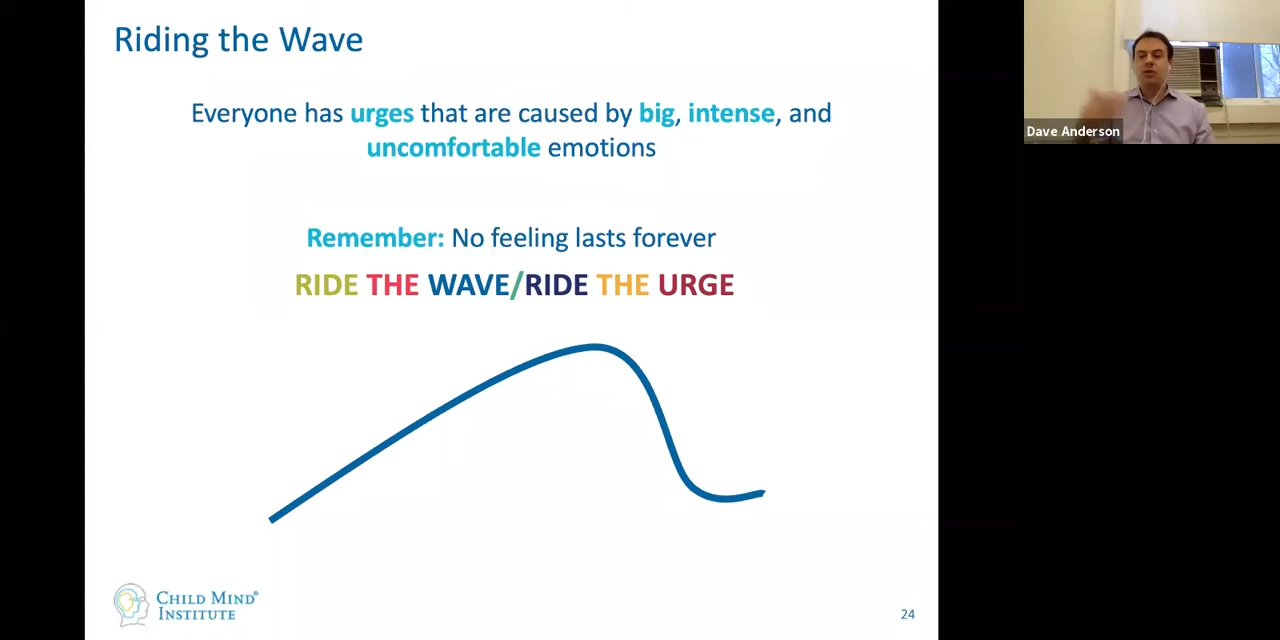 Riding the Wave
Everyone has urges that are caused by big, intense, and
uncomfortable emotions
Remember: No feeling lasts forever
RIDE THE WAVE/RIDE THE URGE
CHILD MIND®
INSTITUTE
24
Dave Anderson